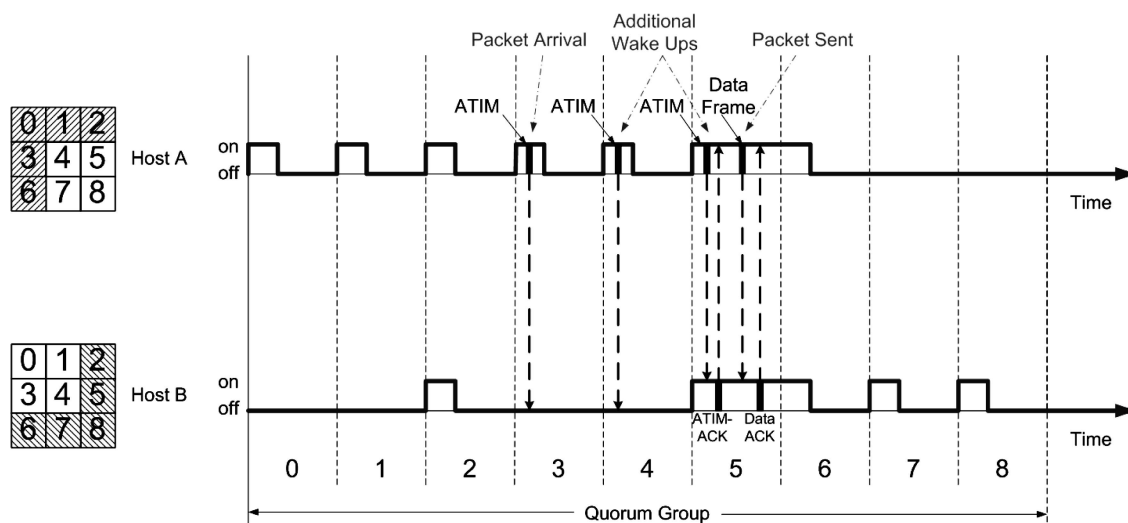 Packet Arrival
Additional
Wake Ups
Packet Sent
ATIM
ATIM
ATIM
Data
Frame
0 1 2
3 4 5
6 7 8
Host A
on
off
Time
0 1 2
3 4 5
6 7 8
Host B
on
off
ATIM-
ACK
Data
ACK
Time
0 1 2 3 4 5 6 7 8
Quorum Group